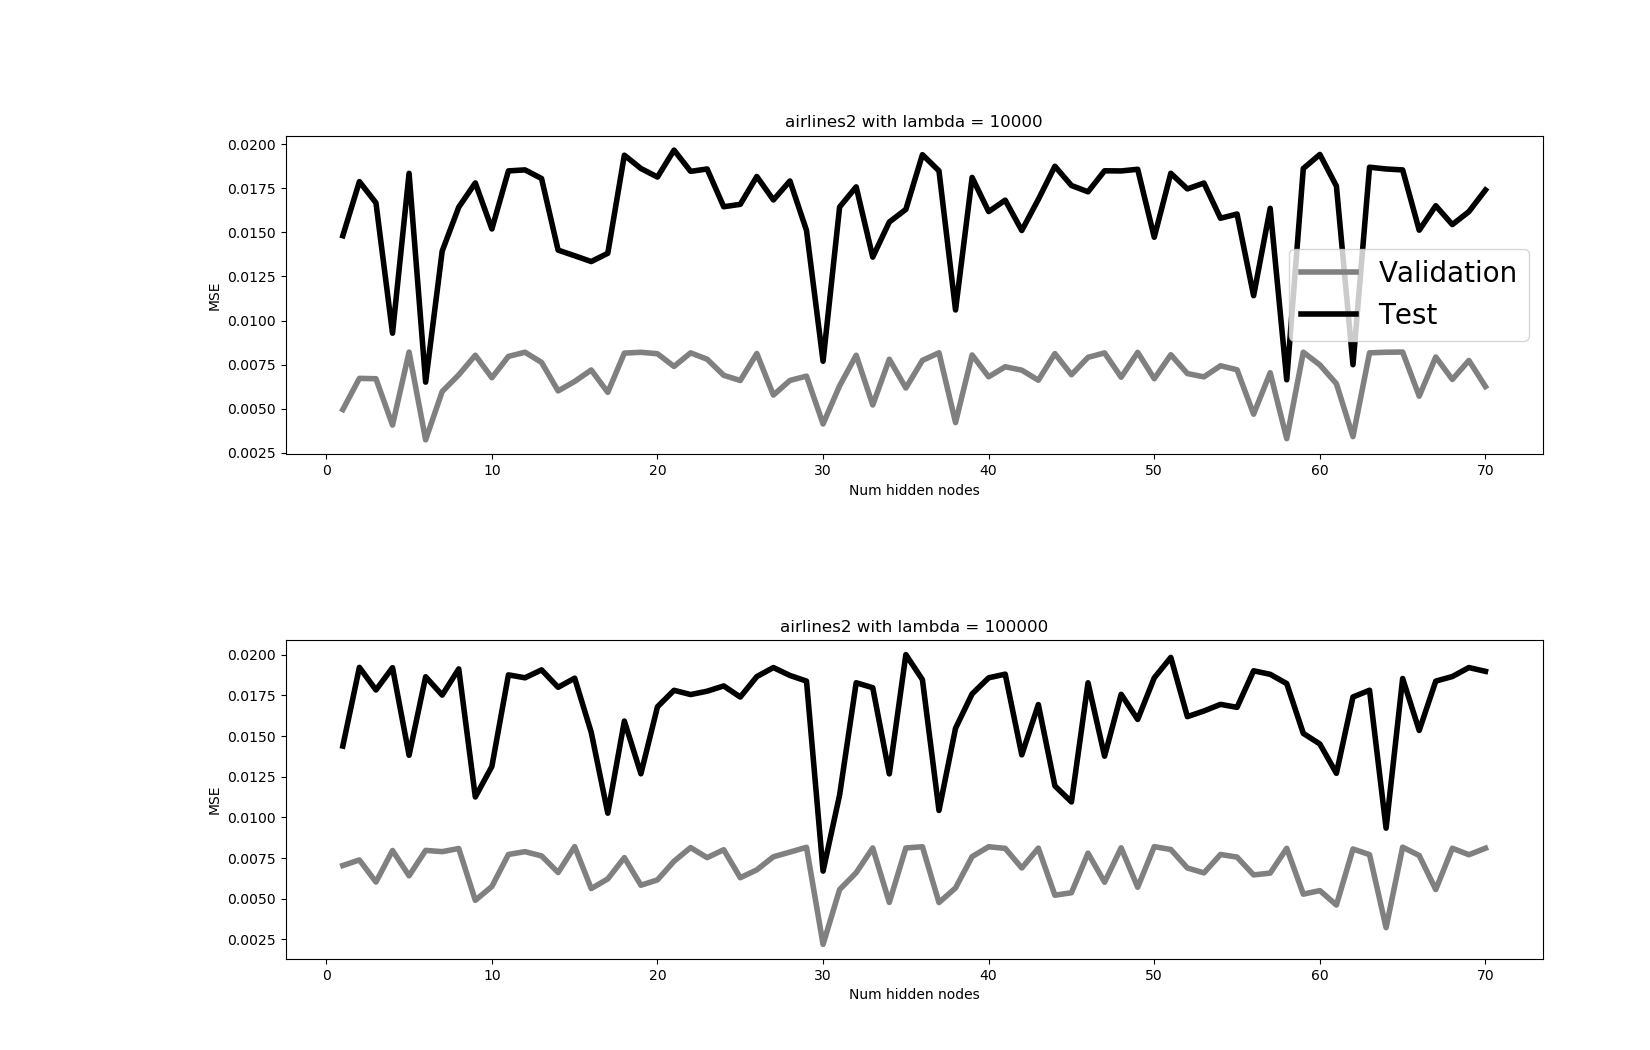 airlines2 with lambda = 10000
0.0200
0.0175
0.0150
0.0125
0.0100
0.0075
0.0050
0.0025
MSE
Validation
Test
0 10 20 30 40 50 60 70
Num hidden nodes
airlines2 with lambda = 100000
0.0200
0.0175
0.0150
0.0125
0.0100
0.0075
0.0050
0.0025
MSE
0 10 20 30 40 50 60 70
Num hidden nodes